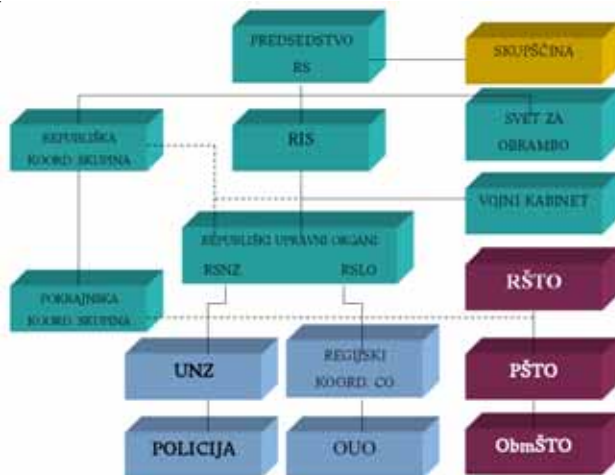 PREDSEDSTVO
RS
SKUPŠČINA
REPUBLIŠKA
KOORD. SKUPINA
RIS
SVET ZA
OBRAMBO
VOJNI KABINET
REPUBLIŠKI UPRAVNI ORGANI
RSNZ RSLO
RŠTO
POKRAJINSKA
KOORD. SKUPINA
UNZ
REGIJSKI
KOORD. CO
PŠTO
POLICIJA
OUO
ObmŠTO